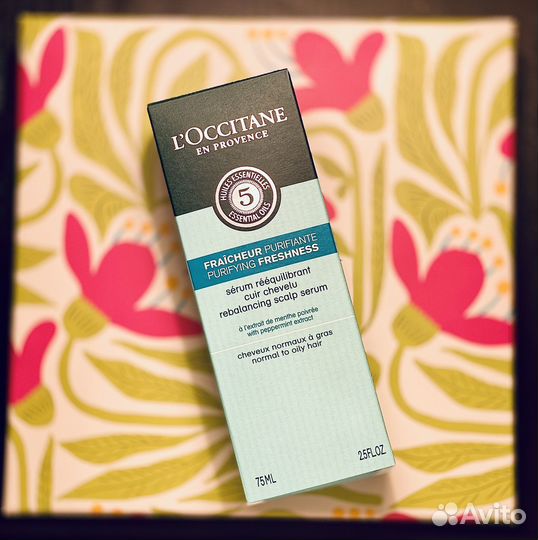 L'OCCITANE
EN PROVENCE
HUILES ESSENTIELLES
5
ESSENTIAL OILS
FRAÎCHEUR PURIFIANTE
PURIFYING FRESHNESS
sérum rééquilibrant
cuir chevelu
rebalancing scalp serum
à l'extrait de menthe poivrée
with peppermint extract
cheveux normaux à gras
normal to oily hair
75ML 2.5FL.OZ
Avito